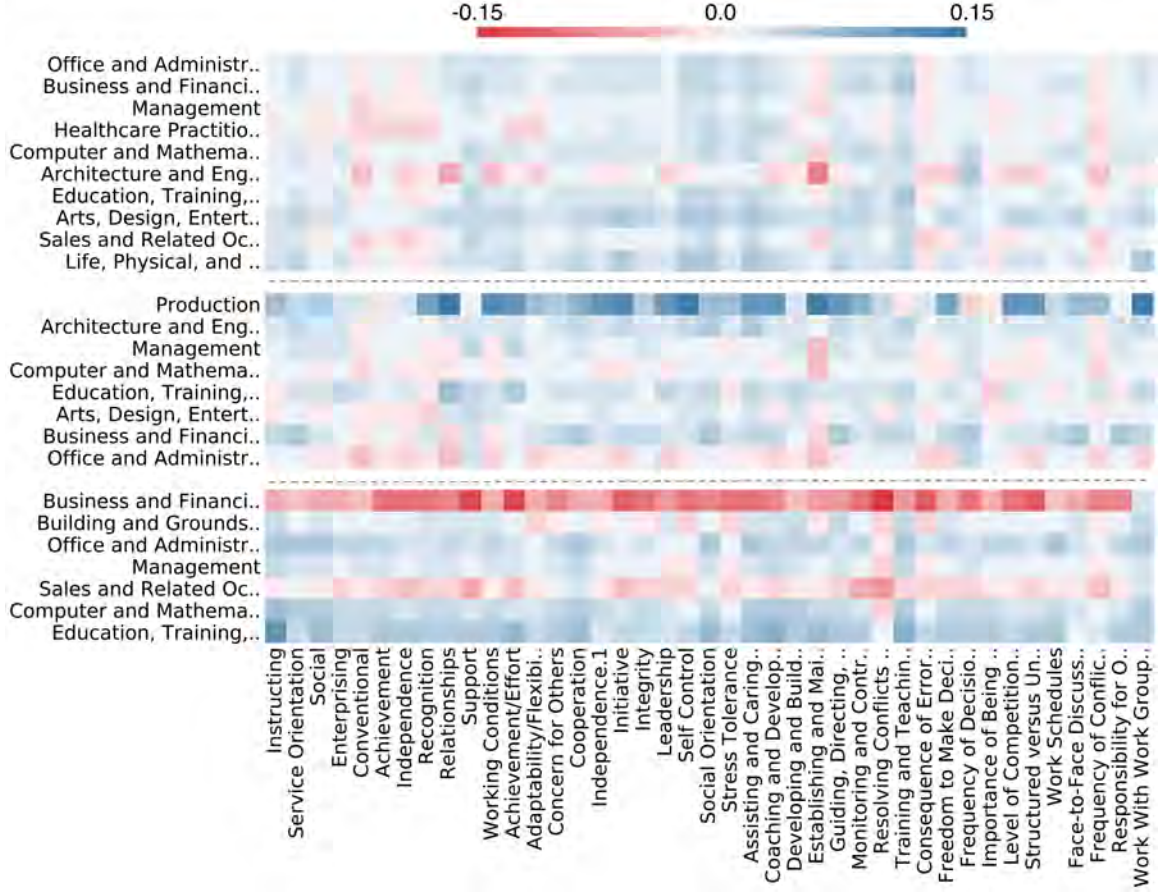 -0.15 0.0 0.15
Office and Administr..
Business and Financi..
Management
Healthcare Practitio..
Computer and Mathema..
Architecture and Eng..
Education, Training,..
Arts, Design, Entert..
Sales and Related Oc..
Life, Physical, and ..
Production
Architecture and Eng..
Management
Computer and Mathema..
Education, Training,..
Arts, Design, Entert..
Business and Financi..
Office and Administr..
Business and Financi..
Building and Grounds..
Office and Administr..
Management
Sales and Related Oc..
Computer and Mathema..
Education, Training,..
Instructing
Service Orientation
Social
Enterprising
Conventional
Achievement
Independence
Recognition
Relationships
Support
Working Conditions
Achievement/Effort
Adaptability/Flexibi..
Concern for Others
Cooperation
Independence.1
Initiative
Integrity
Leadership
Self Control
Social Orientation
Stress Tolerance
Assisting and Caring..
Coaching and Develop..
Developing and Build..
Establishing and Mai..
Guiding, Directing, ..
Monitoring and Contr..
Resolving Conflicts ..
Training and Teachin..
Consequence of Error..
Freedom to Make Deci..
Frequency of Decisio..
Importance of Being ..
Level of Competition..
Structured versus Un..
Work Schedules
Face-to-Face Discuss..
Frequency of Conflic..
Responsibility for O..
Work With Work Group..